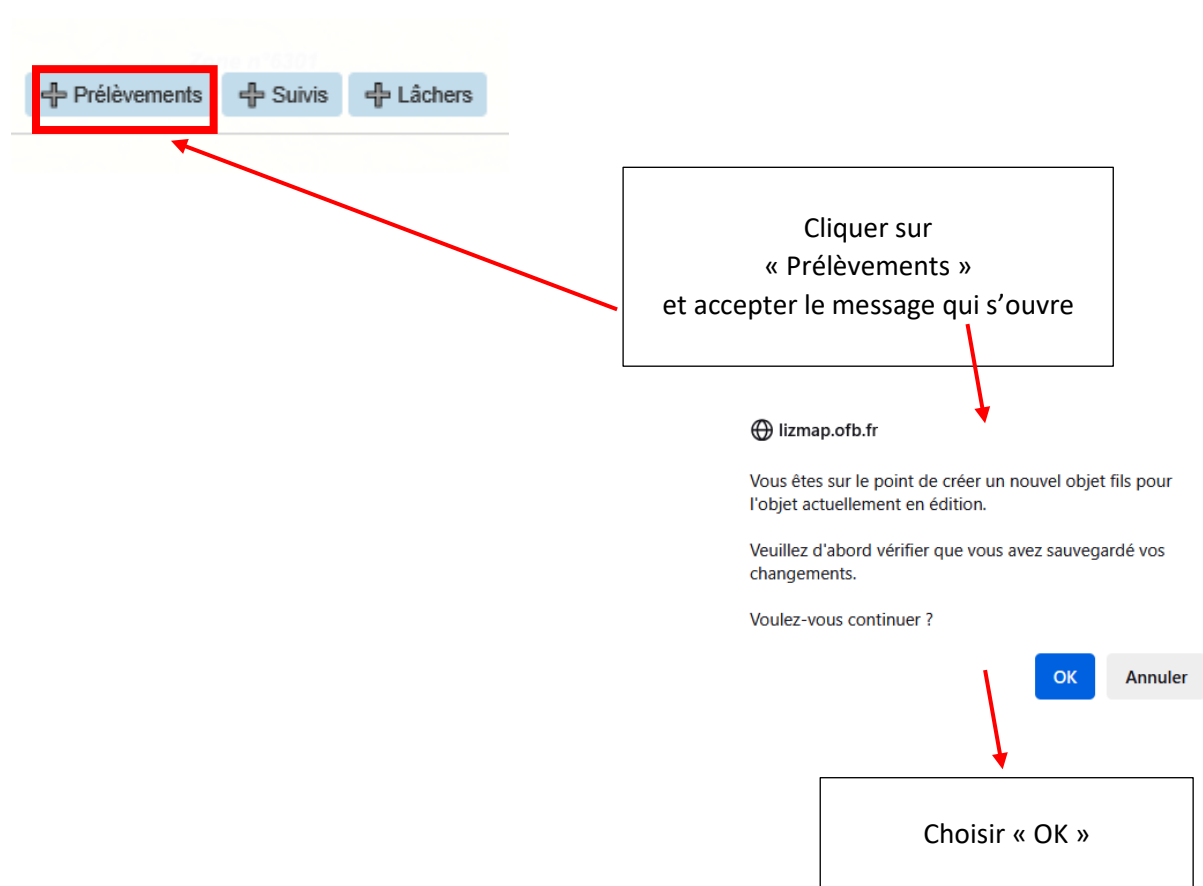 Prélèvements
Suivis
Lâchers
Cliquer sur
« Prélèvements »
et accepter le message qui s’ouvre
lizmap.ofb.fr
Vous êtes sur le point de créer un nouvel objet fils pour
l'objet actuellement en édition.
Veuillez d'abord vérifier que vous avez sauvegardé vos
changements.
Voulez-vous continuer ?
OK
Annuler
Choisir « OK »